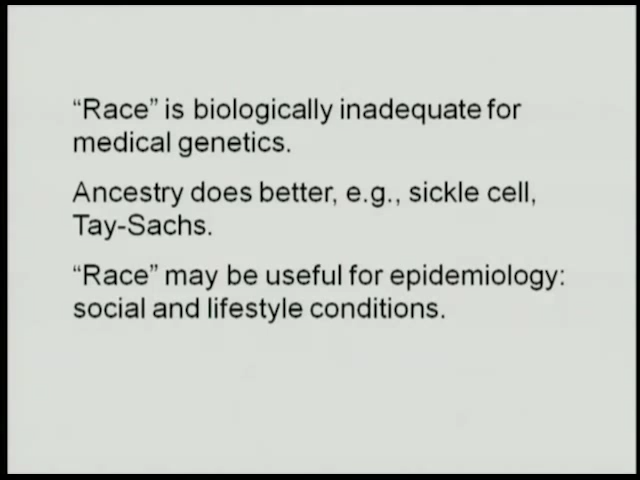 “Race” is biologically inadequate for
medical genetics.
Ancestry does better, e.g., sickle cell,
Tay-Sachs.
“Race” may be useful for epidemiology:
social and lifestyle conditions.